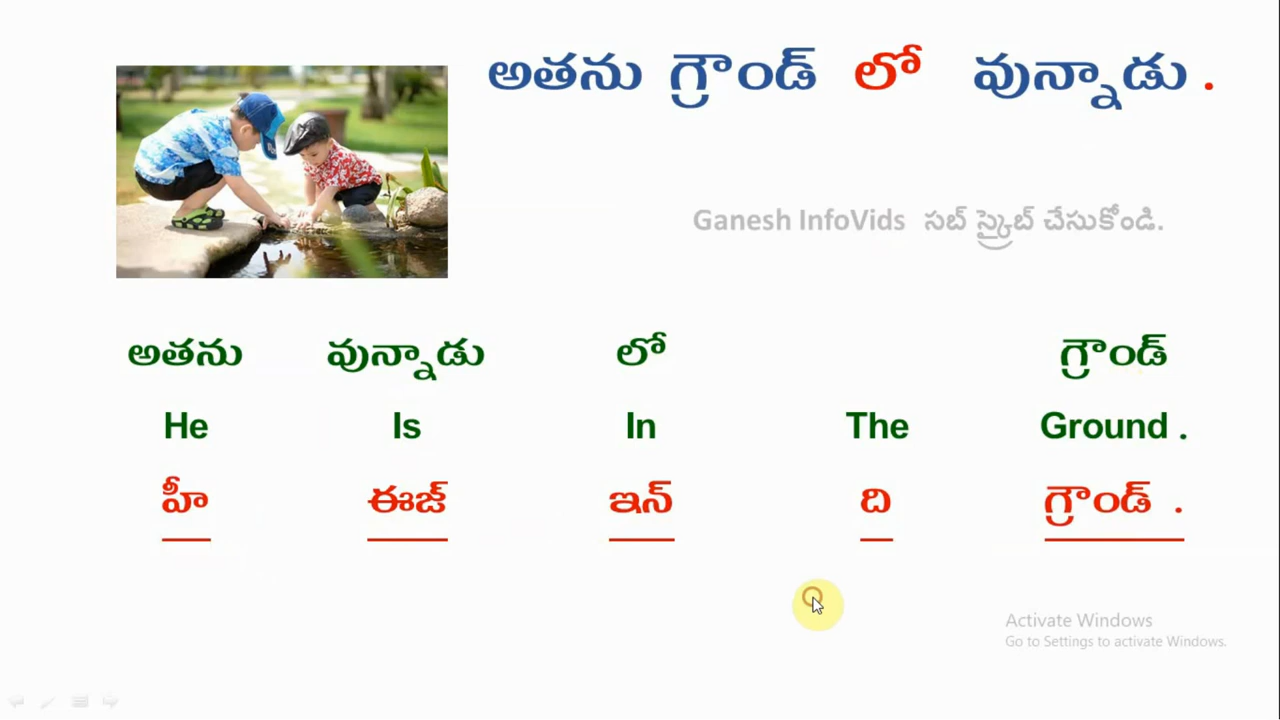 అతను గ్రౌండ్ లో వున్నాడు .
Ganesh InfoVids సబ్ స్క్రైబ్ చేసుకోండి.
అతను వున్నాడు లో గ్రౌండ్
He Is In The Ground .
హీ ఈజ్ ఇన్ ది గ్రౌండ్ .
Activate Windows
Go to Settings to activate Windows.